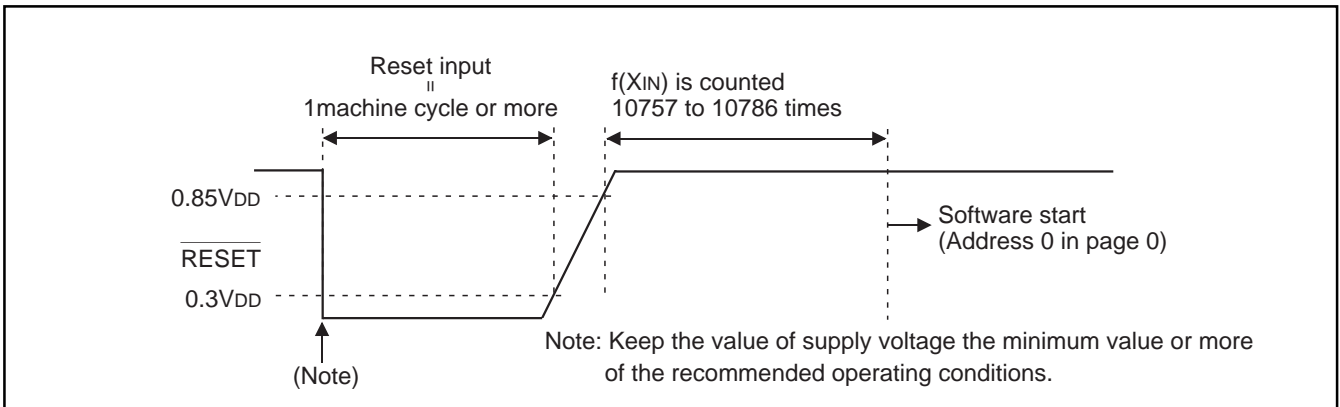 Reset input
=
1machine cycle or more
f(XIN) is counted
10757 to 10786 times
0.85VDD
RESET
0.3VDD
Software start
(Address 0 in page 0)
(Note)
Note: Keep the value of supply voltage the minimum value or more
of the recommended operating conditions.